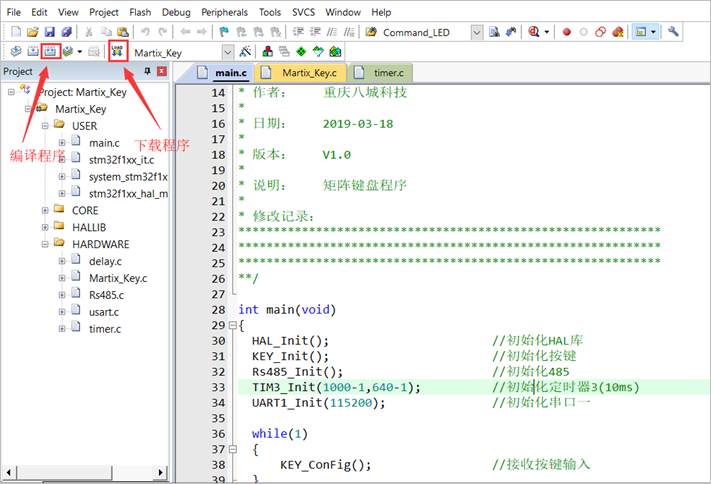 File Edit View Project Flash Debug Peripherals Tools SVCS Window Help
Command_LED
LOAD
Martix_Key
Project
main.c Martix_Key.c timer.c
Project: Martix_Key
Martix_Key
USER
main.c
stm32f1xx_it.c
system_stm32f1
stm32f1xx_hal_m
CORE
HALLIB
HARDWARE
delay.c
Martix_Key.c
Rs485.c
usart.c
timer.c
编译程序
下载程序
14 * 作者: 重庆八城科技
15 *
16 * 日期: 2019-03-18
17 *
18 * 版本: V1.0
19 *
20 * 说明: 矩阵键盘程序
21 *
22 * 修改记录:
23 *******************************************************
24 *******************************************************
25 *******************************************************
26 **/
27
28 int main(void)
29 {
30 HAL_Init(); //初始化HAL库
31 KEY_Init(); //初始化按键
32 Rs485_Init(); //初始化485
33 TIM3_Init(1000-1,640-1); //初始化定时器3(10ms)
34 UART1_Init(115200); //初始化串口一
35
36 while(1)
37 {
38 KEY_ConFig(); //接收按键输入
39 }